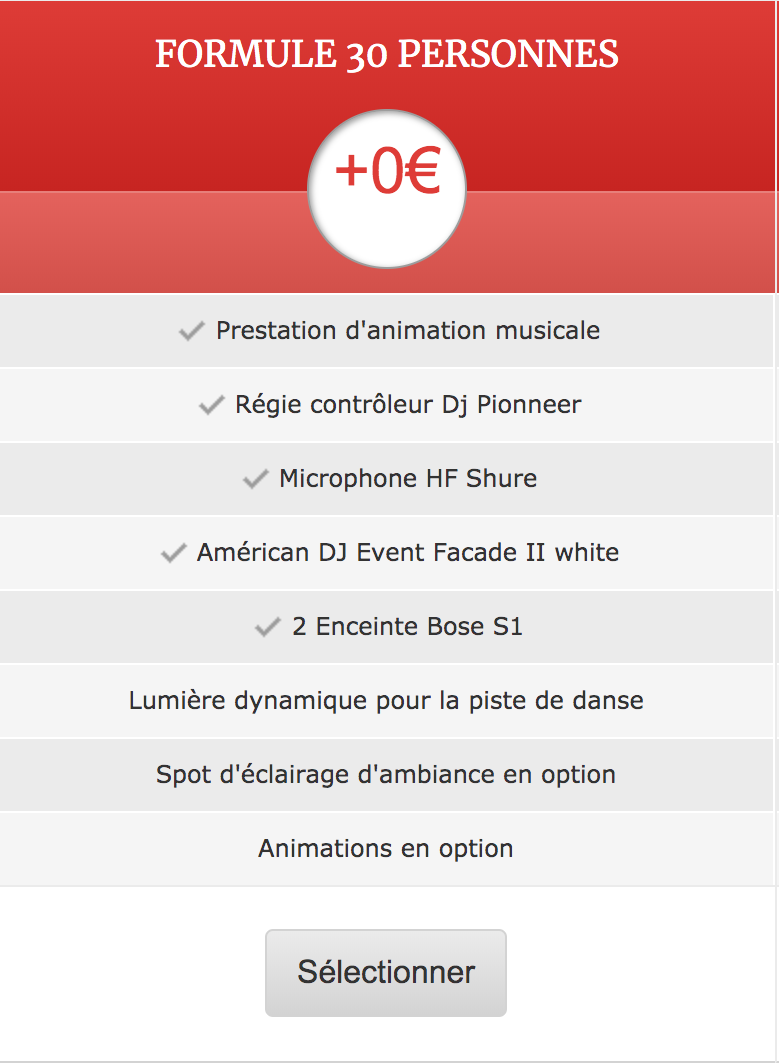 FORMULE 30 PERSONNES
+0€
Prestation d'animation musicale
Régie contrôleur Dj Pionneer
Microphone HF Shure
Américan DJ Event Facade II white
2 Enceinte Bose S1
Lumière dynamique pour la piste de danse
Spot d'éclairage d'ambiance en option
Animations en option
Sélectionner